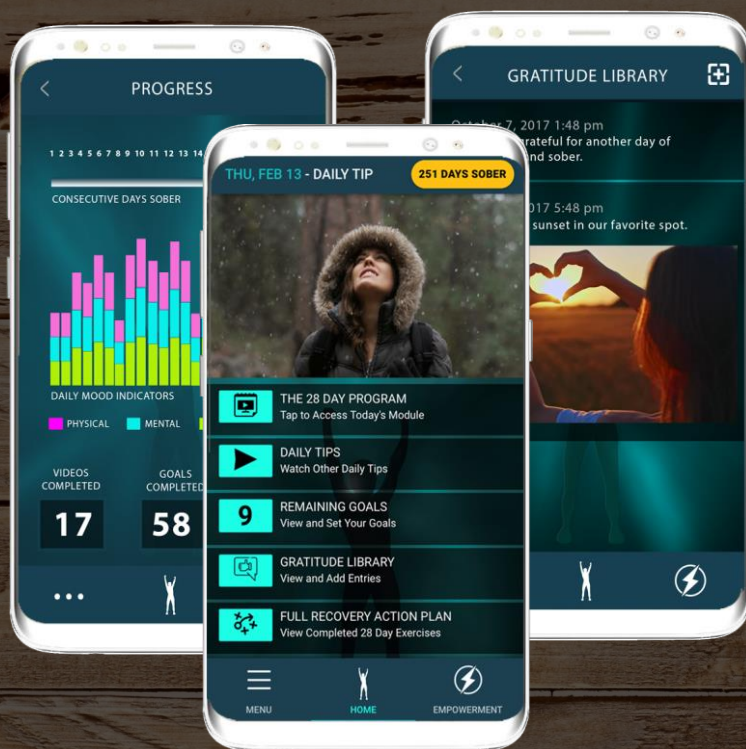 PROGRESS
1 2 3 4 5 6 7 8 9 10 11 12 13 14
CONSECUTIVE DAYS SOBER
DAILY MOOD INDICATORS
PHYSICAL
MENTAL
VIDEOS
COMPLETED
GOALS
COMPLETED
17
58
THU, FEB 13 - DAILY TIP
251 DAYS SOBER
THE 28 DAY PROGRAM
Tap to Access Today's Module
DAILY TIPS
Watch Other Daily Tips
9
REMAINING GOALS
View and Set Your Goals
GRATITUDE LIBRARY
View and Add Entries
FULL RECOVERY ACTION PLAN
View Completed 28 Day Exercises
MENU
HOME
EMPOWERMENT
GRATITUDE LIBRARY
October 7, 2017 1:48 pm
grateful for another day of
nd sober.
017 5:48 pm
sunset in our favorite spot.